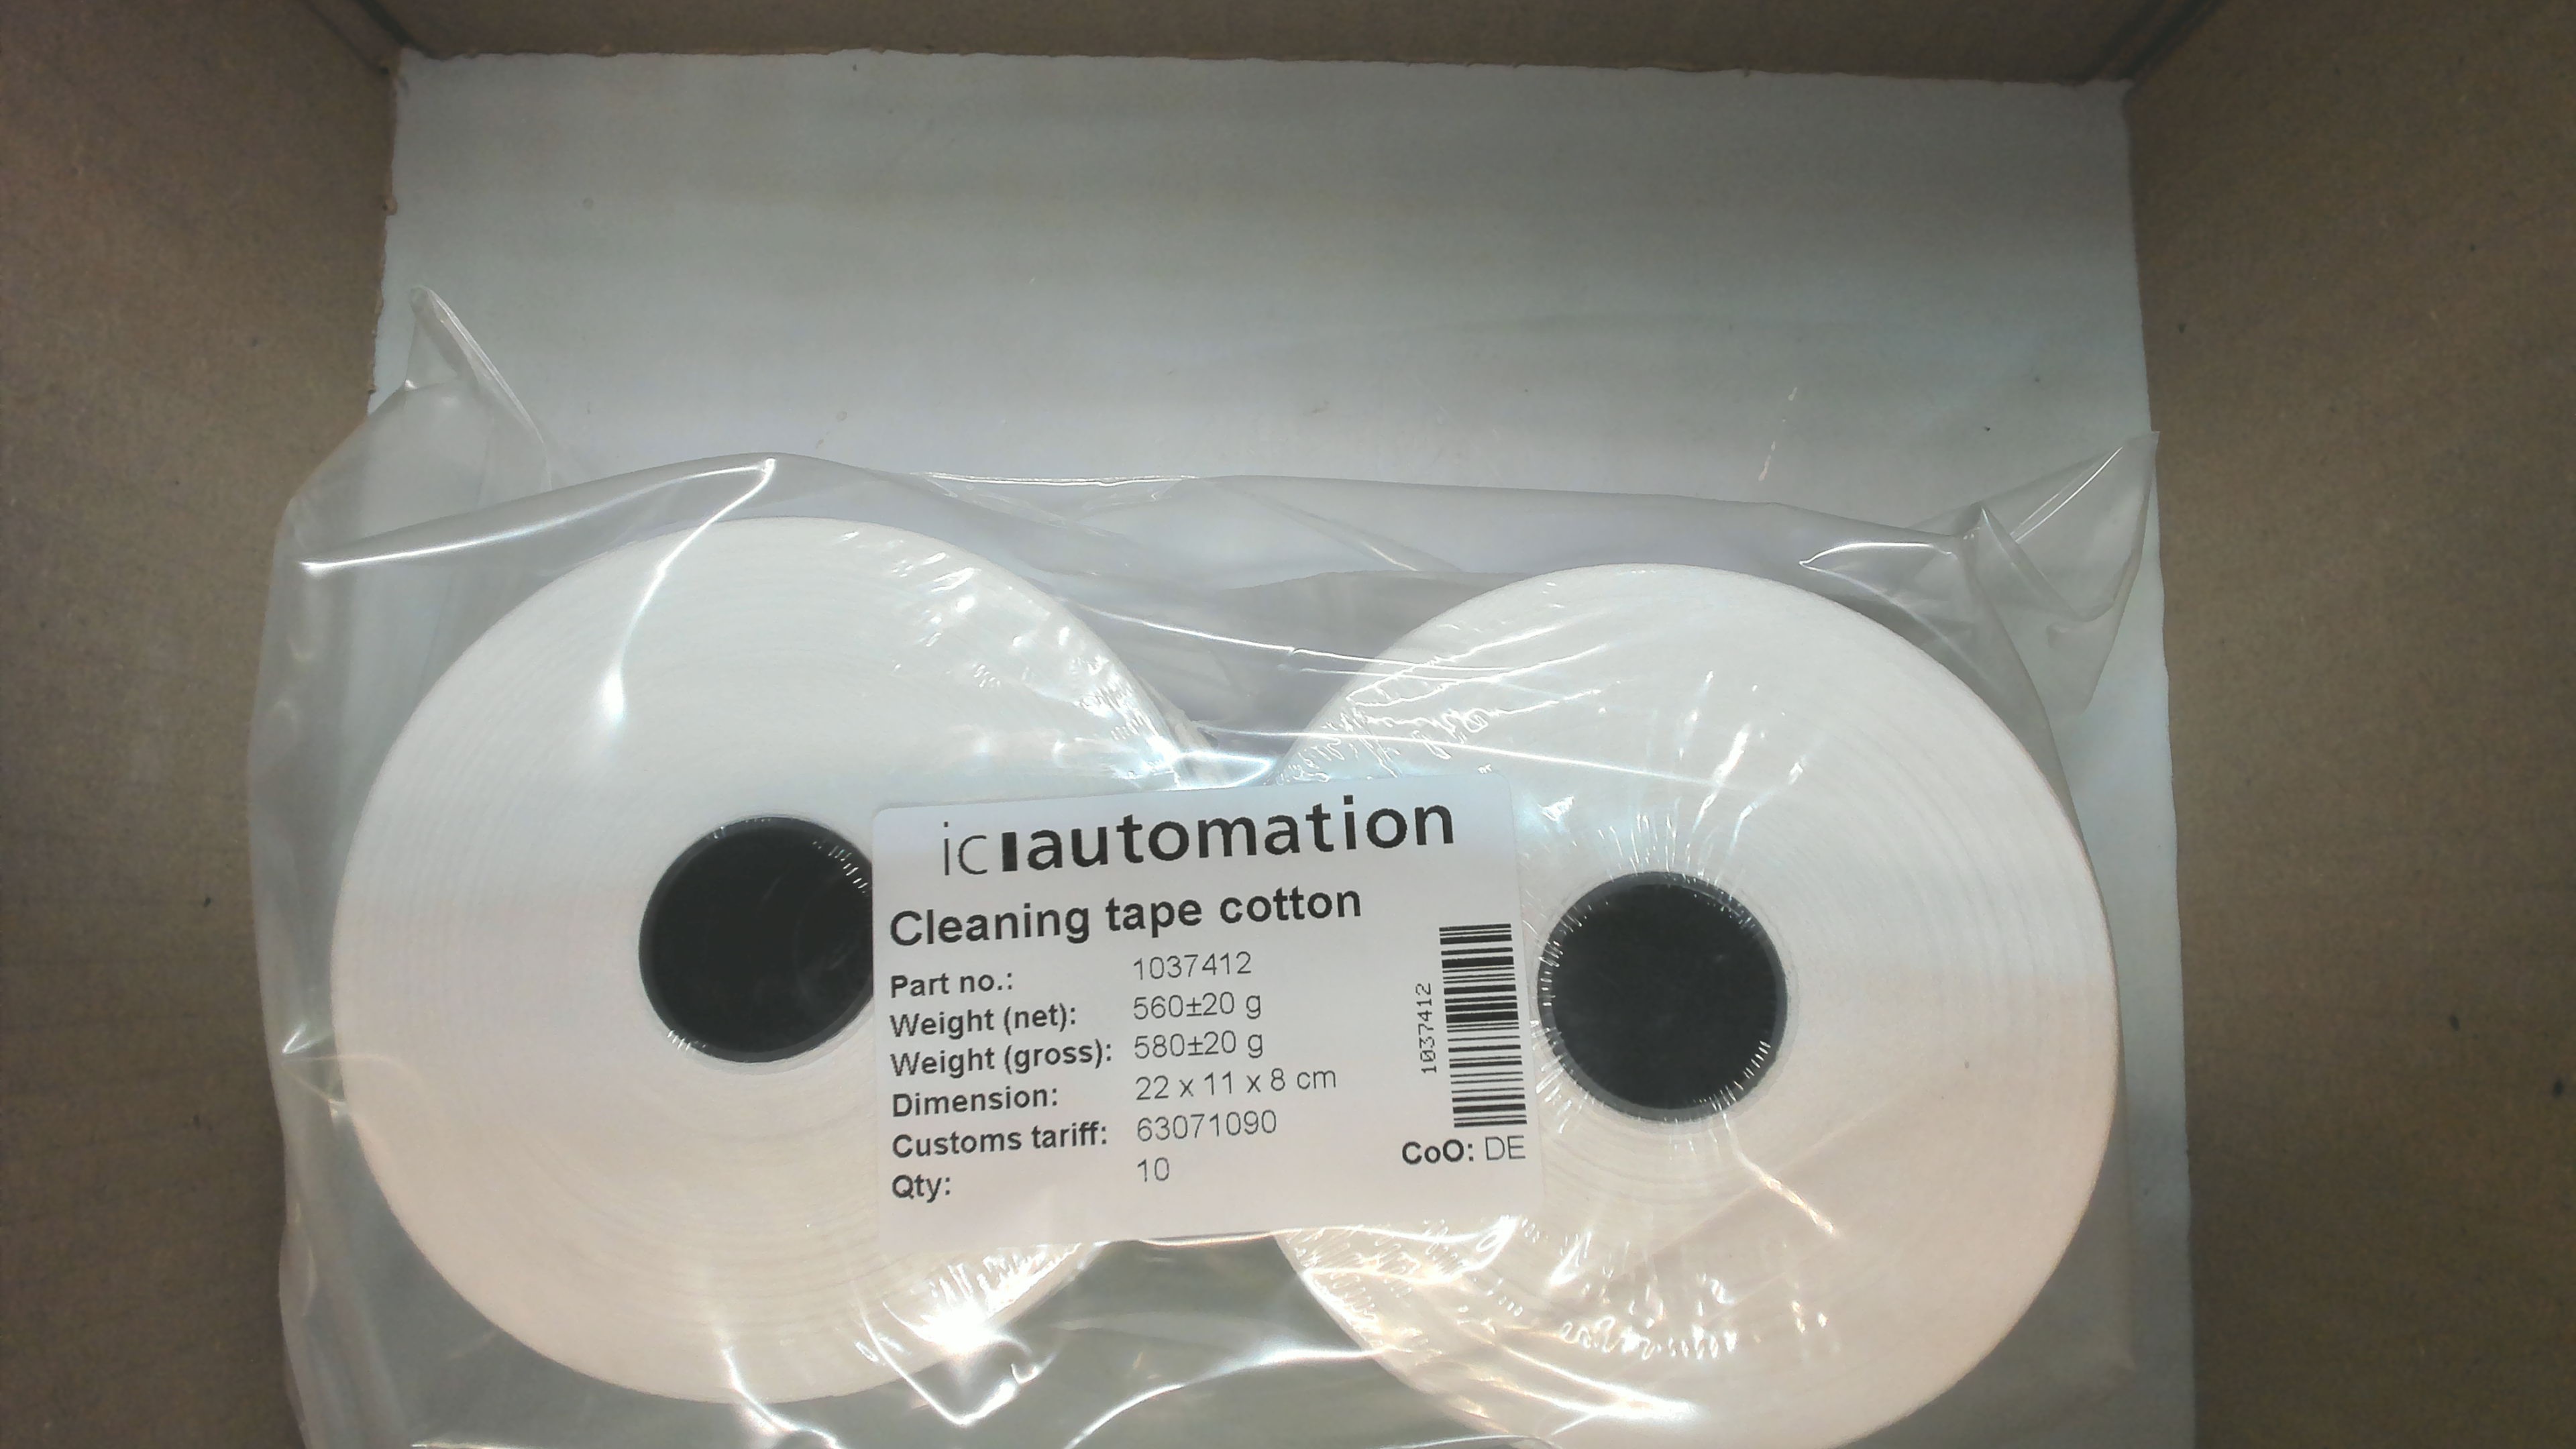 ic automation
Cleaning tape cotton
Part no.: 1037412
Weight (net): 560±20 g
Weight (gross): 580±20 g
Dimension: 22 x 11 x 8 cm
Customs tariff: 63071090
Qty: 10
1037412
CoO: DE